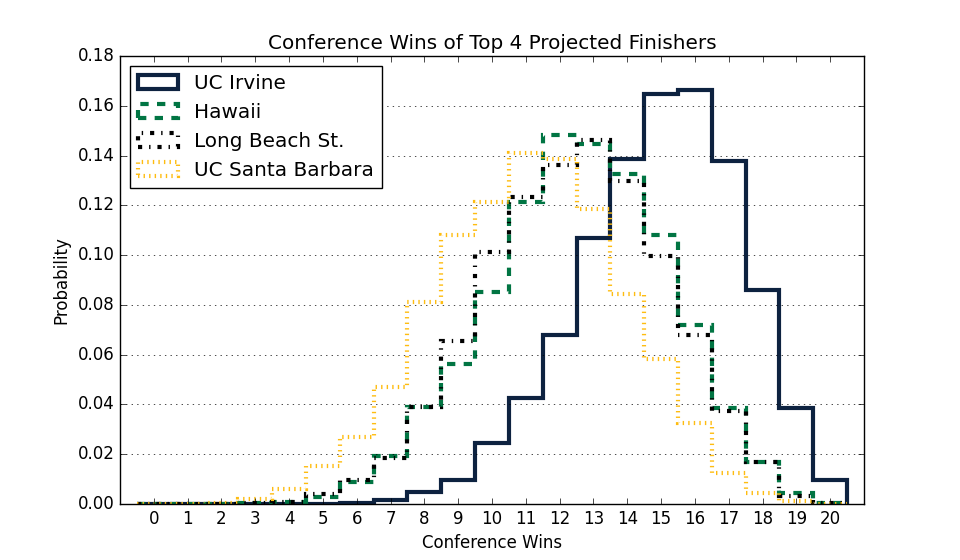 Conference Wins of Top 4 Projected Finishers
UC Irvine
Hawaii
Long Beach St.
UC Santa Barbara
0.18
0.16
0.14
0.12
0.10
0.08
0.06
0.04
0.02
0.00
Probability
0 1 2 3 4 5 6 7 8 9 10 11 12 13 14 15 16 17 18 19 20
Conference Wins